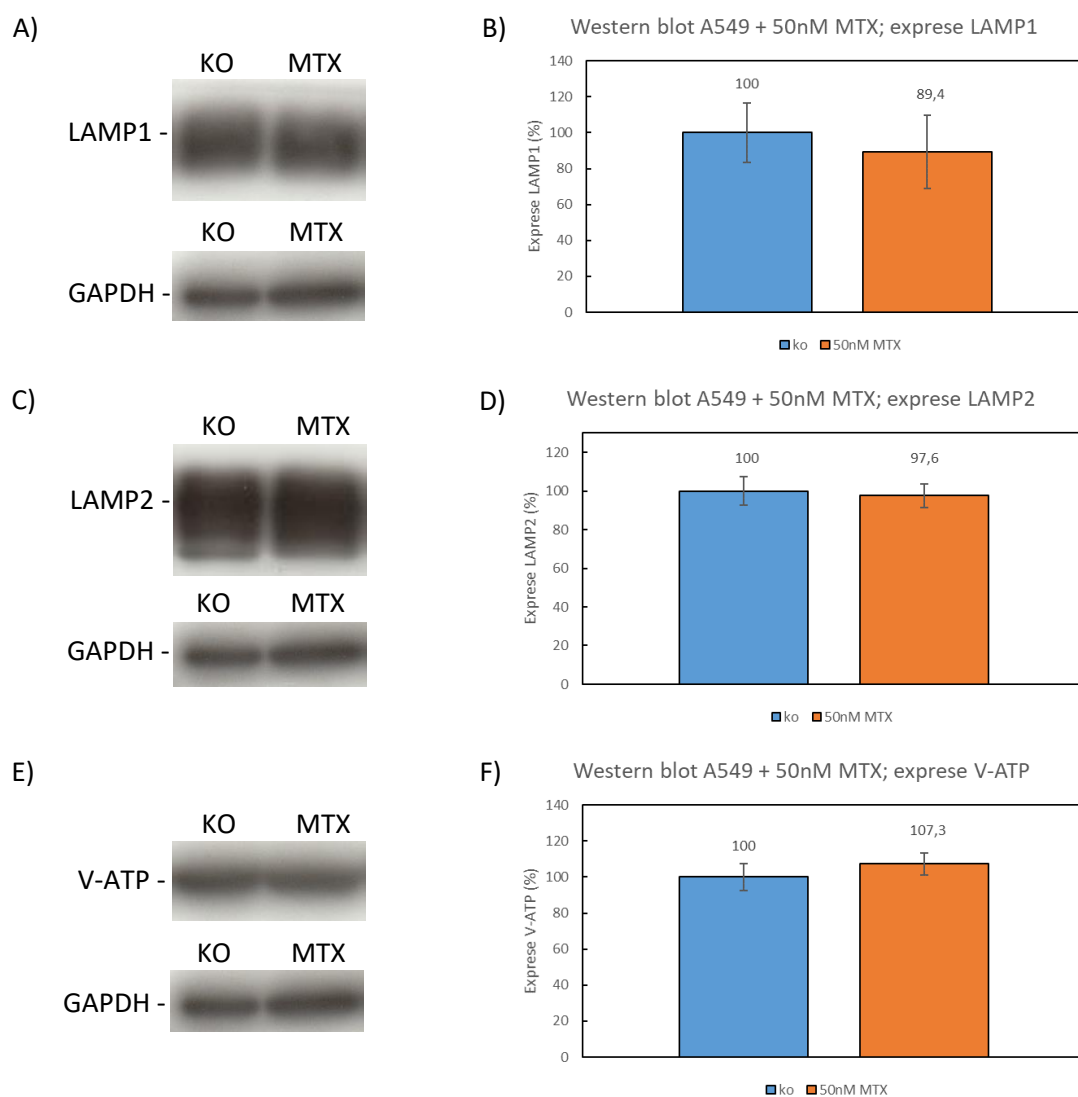 A)
KO MTX
LAMP1 -
KO MTX
GAPDH -
B)
Western blot A549 + 50nM MTX; exprese LAMP1
Exprese LAMP1 (%)
140
120
100
80
60
40
20
0
100
89,4
ko 50nM MTX
C)
KO MTX
LAMP2 -
KO MTX
GAPDH -
D)
Western blot A549 + 50nM MTX; exprese LAMP2
Exprese LAMP2 (%)
120
100
80
60
40
20
0
100
97,6
ko 50nM MTX
E)
KO MTX
V-ATP -
KO MTX
GAPDH -
F)
Western blot A549 + 50nM MTX; exprese V-ATP
Exprese V-ATP (%)
140
120
100
80
60
40
20
0
100
107,3
ko 50nM MTX